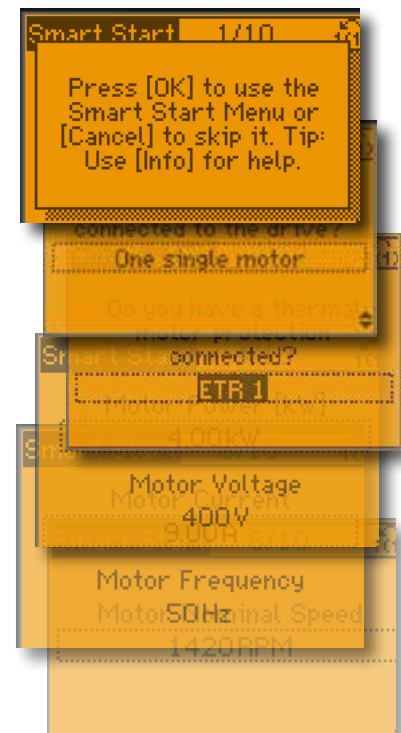 Smart Start 1/10
Press [OK] to use the
Smart Start Menu or
[Cancel] to skip it. Tip:
Use [Info] for help.
connected to the drive?
One single motor
Do you have a thermal
motor protection
connected?
ETR 1
Motor Power [kW]
4.00kW
Motor Voltage
400V
Motor Current
9.00A
Motor Frequency
50Hz
Motor Nominal Speed
1420RPM